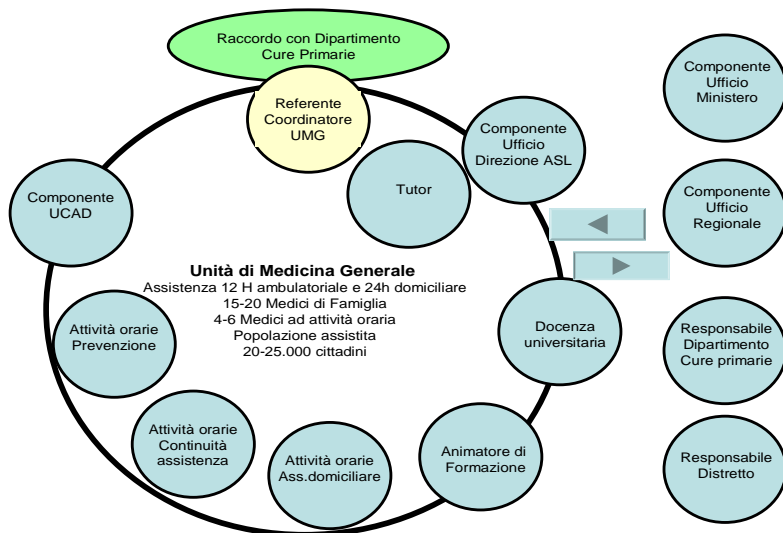 Raccordo con Dipartimento
Cure Primarie
Referente
Coordinatore
UMG
Componente
Ufficio
Direzione ASL
Tutor
Componente
UCAD
Unità di Medicina Generale
Assistenza 12 H ambulatoriale e 24h domiciliare
15-20 Medici di Famiglia
4-6 Medici ad attività oraria
Popolazione assistita
20-25.000 cittadini
Attività orarie
Prevenzione
Docenza
universitaria
Attività orarie
Continuità
assistenza
Attività orarie
Ass.domiciliare
Animatore di
Formazione
Componente
Ufficio
Ministero
Componente
Ufficio
Regionale
Responsabile
Dipartimento
Cure primarie
Responsabile
Distretto